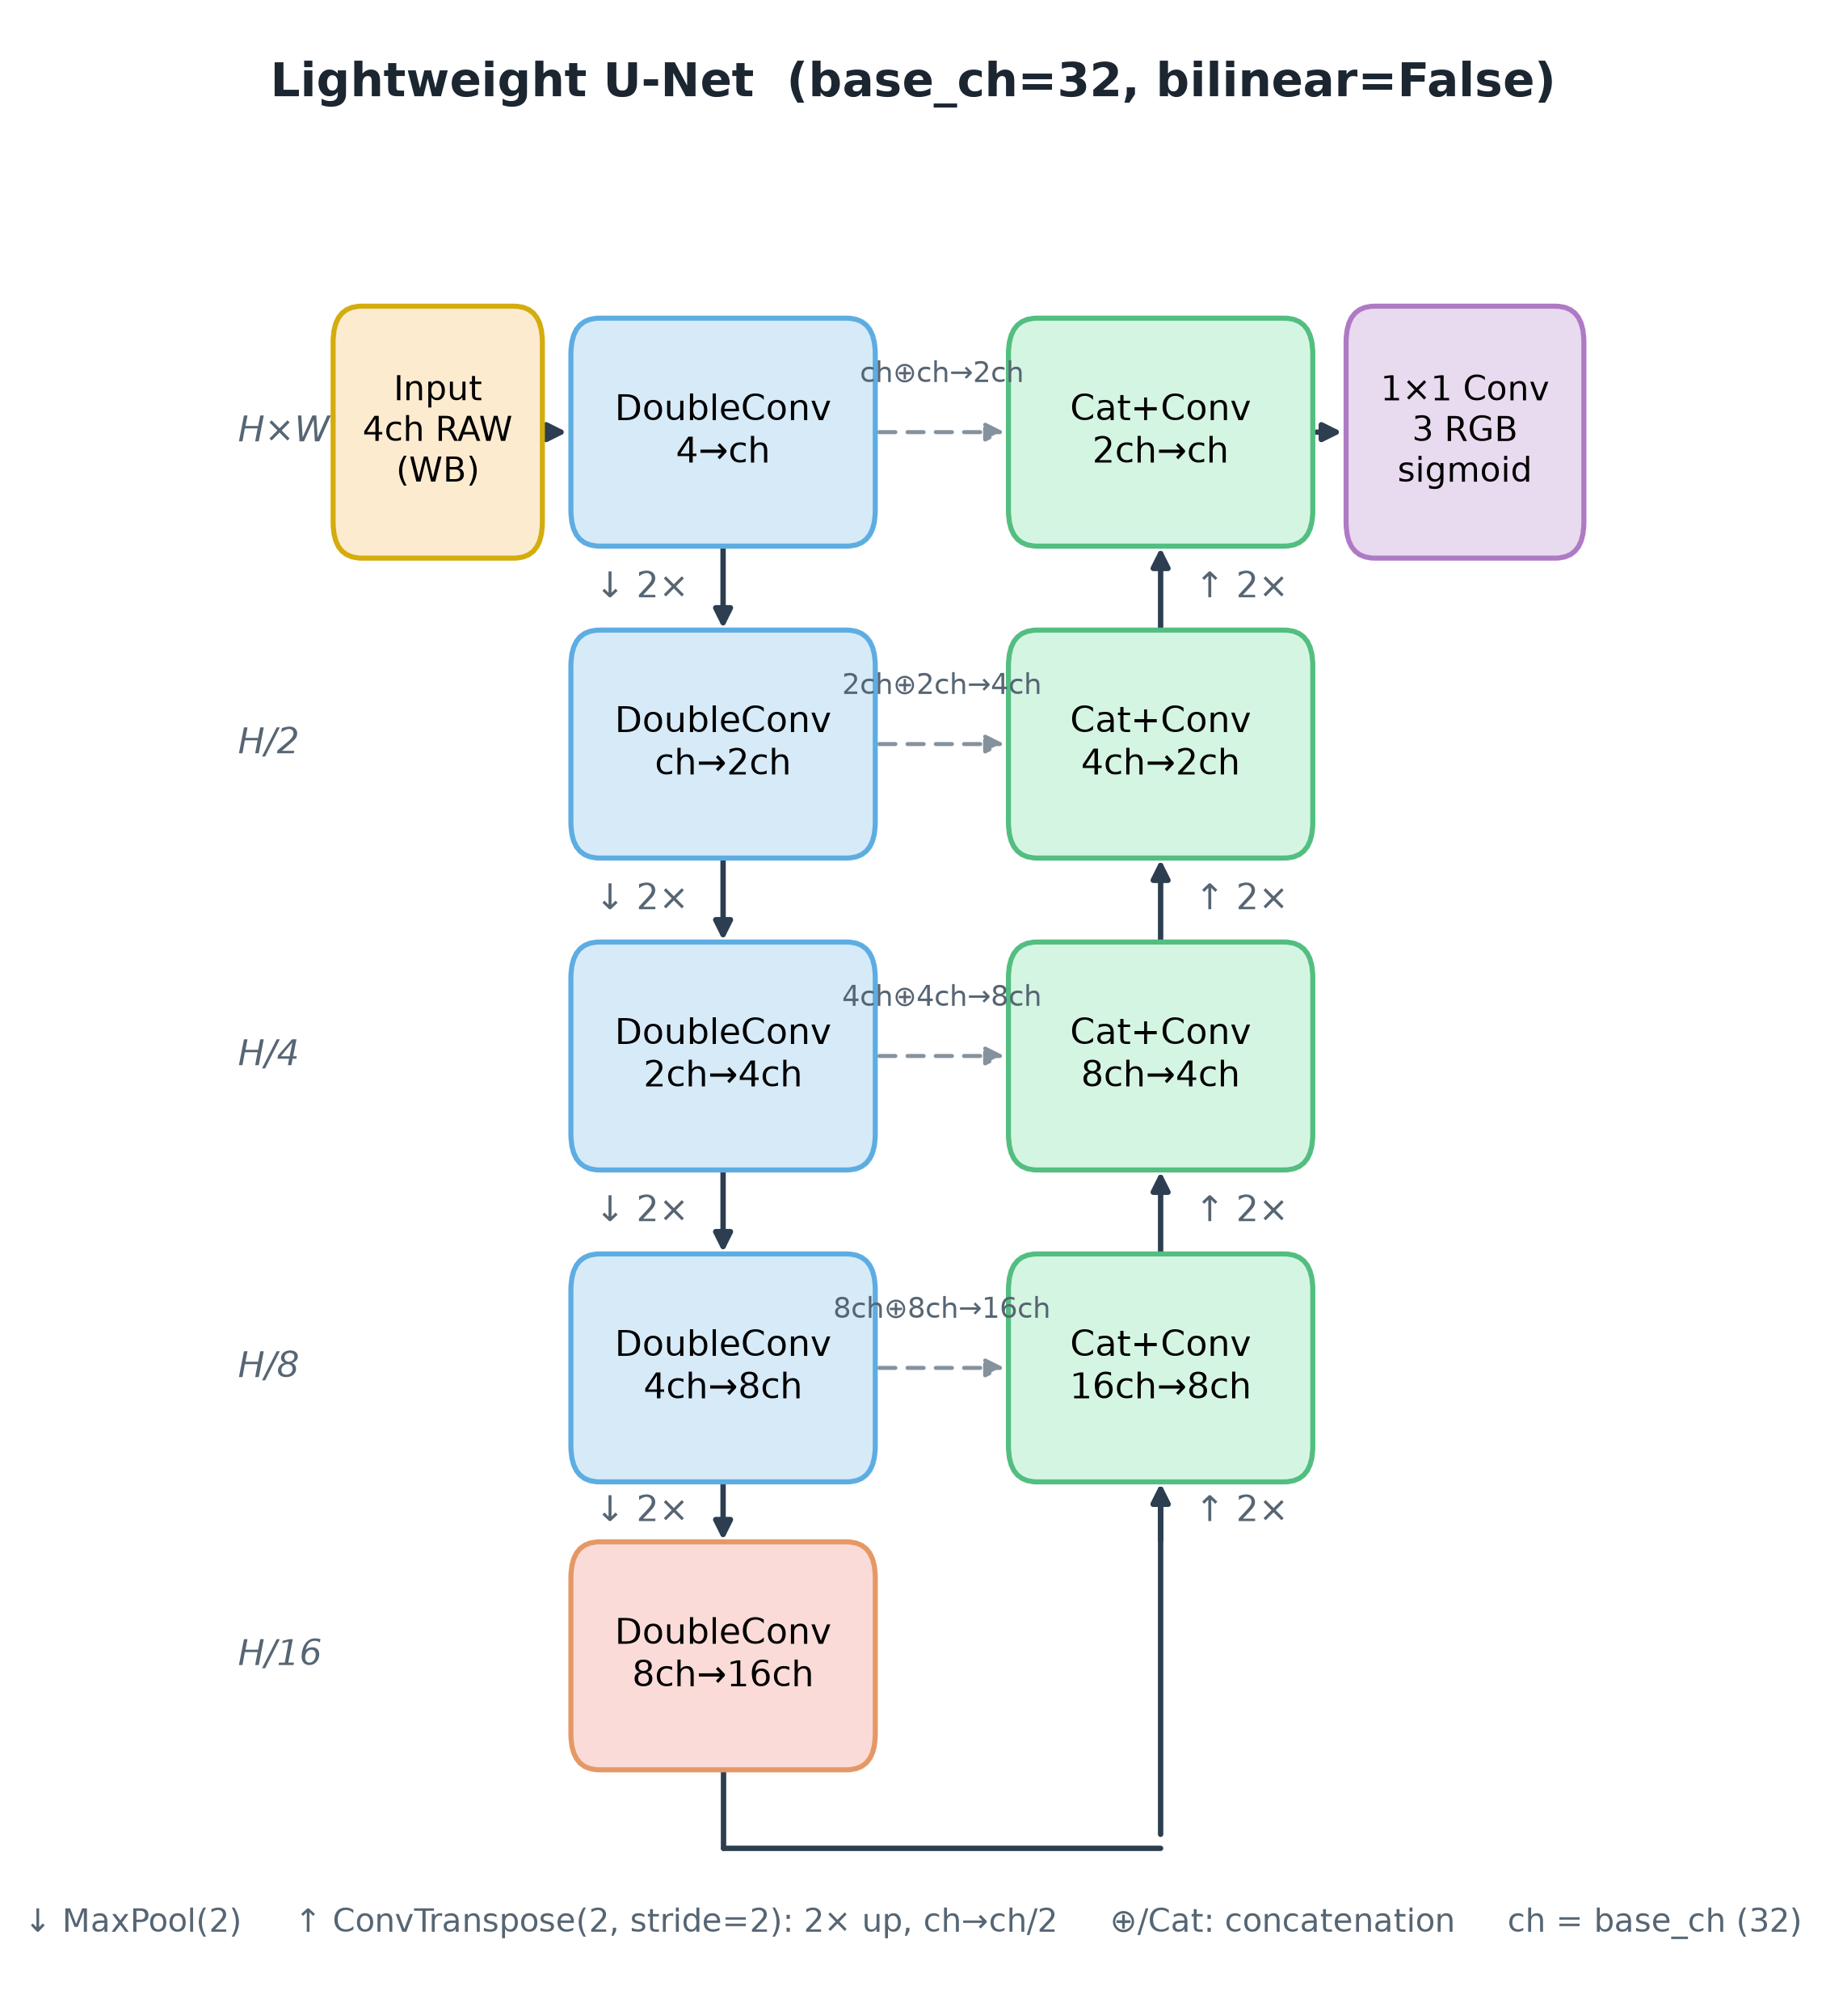 Lightweight U-Net  (base_ch=32, bilinear=False)
H×W
Input
4ch RAW
(WB)
DoubleConv
4→ch
ch⊕ch→2ch
Cat+Conv
2ch→ch
1×1 Conv
3 RGB
sigmoid
↓ 2×
↑ 2×
H/2
DoubleConv
ch→2ch
2ch⊕2ch→4ch
Cat+Conv
4ch→2ch
↓ 2×
↑ 2×
H/4
DoubleConv
2ch→4ch
4ch⊕4ch→8ch
Cat+Conv
8ch→4ch
↓ 2×
↑ 2×
H/8
DoubleConv
4ch→8ch
8ch⊕8ch→16ch
Cat+Conv
16ch→8ch
↓ 2×
↑ 2×
H/16
DoubleConv
8ch→16ch
↓ MaxPool(2)     ↑ ConvTranspose(2, stride=2): 2× up, ch→ch/2     ⊕/Cat: concatenation     ch = base_ch (32)